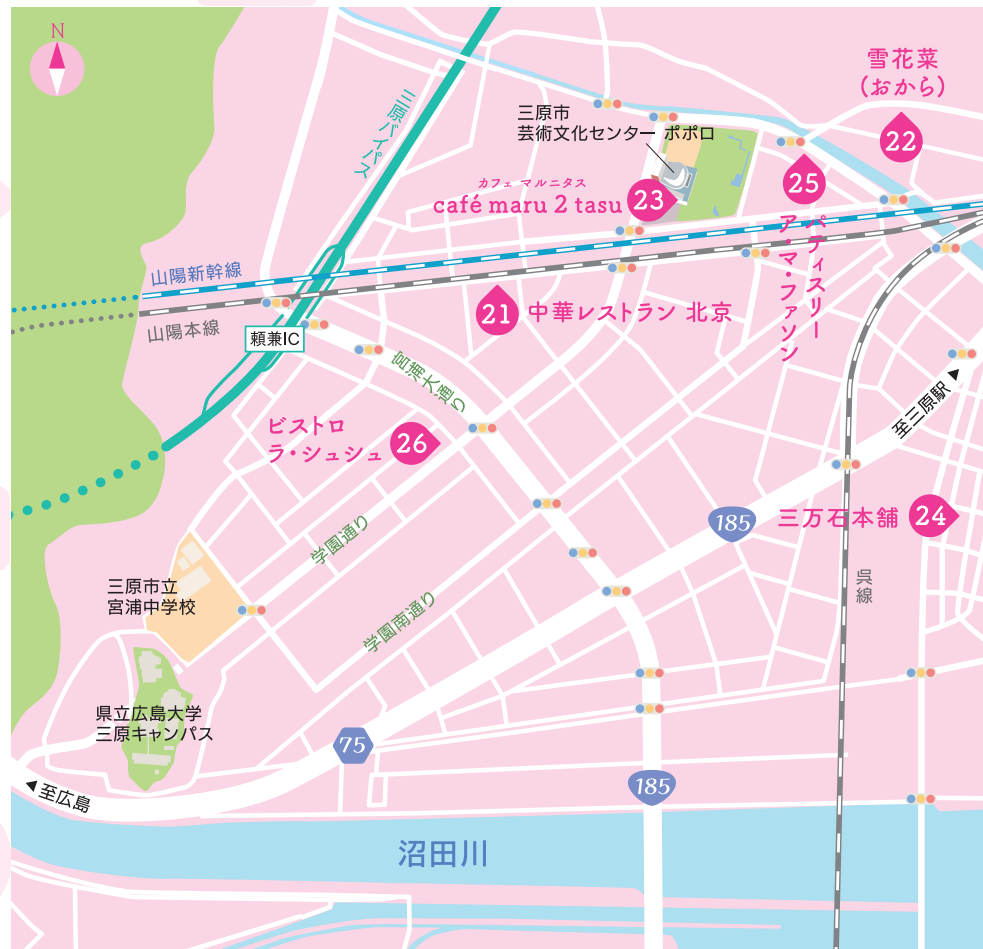 N
三原バイパス
雪花菜
(おから)
22
三原市
芸術文化センター ポポロ
カフェ マルニタス
café maru 2 tasu
23
25
パティスリー
ア・マ・ファソン
山陽新幹線
山陽本線
頼兼IC
21
中華レストラン 北京
宮浦大通り
至三原駅
ビストロ
ラ・シュシュ
26
185
三万石本舗
24
学園通り
呉線
三原市立
宮浦中学校
学園南通り
県立広島大学
三原キャンパス
75
185
至広島
沼田川